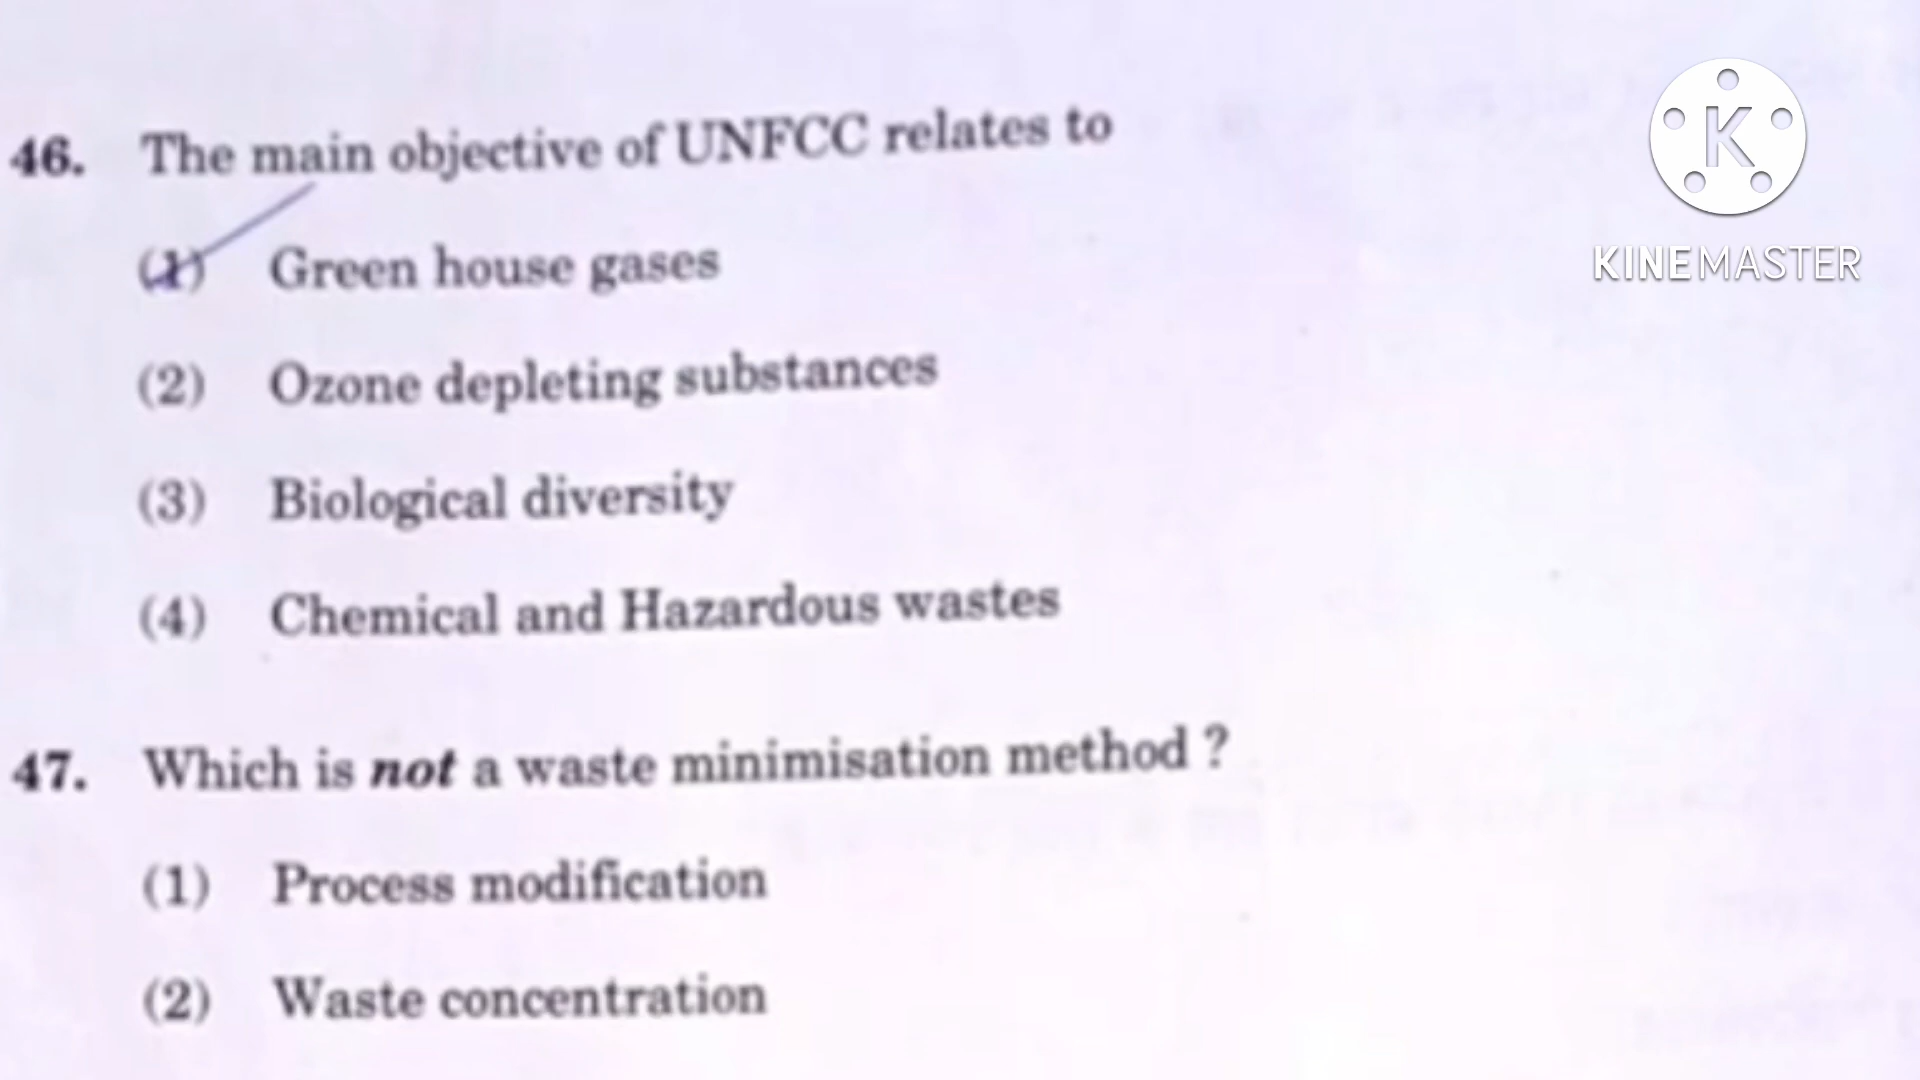 46. The main objective of UNFCC relates to
(1) Green house gases
(2) Ozone depleting substances
(3) Biological diversity
(4) Chemical and Hazardous wastes
47. Which is not a waste minimisation method ?
(1) Process modification
(2) Waste concentration
K
KINEMASTER